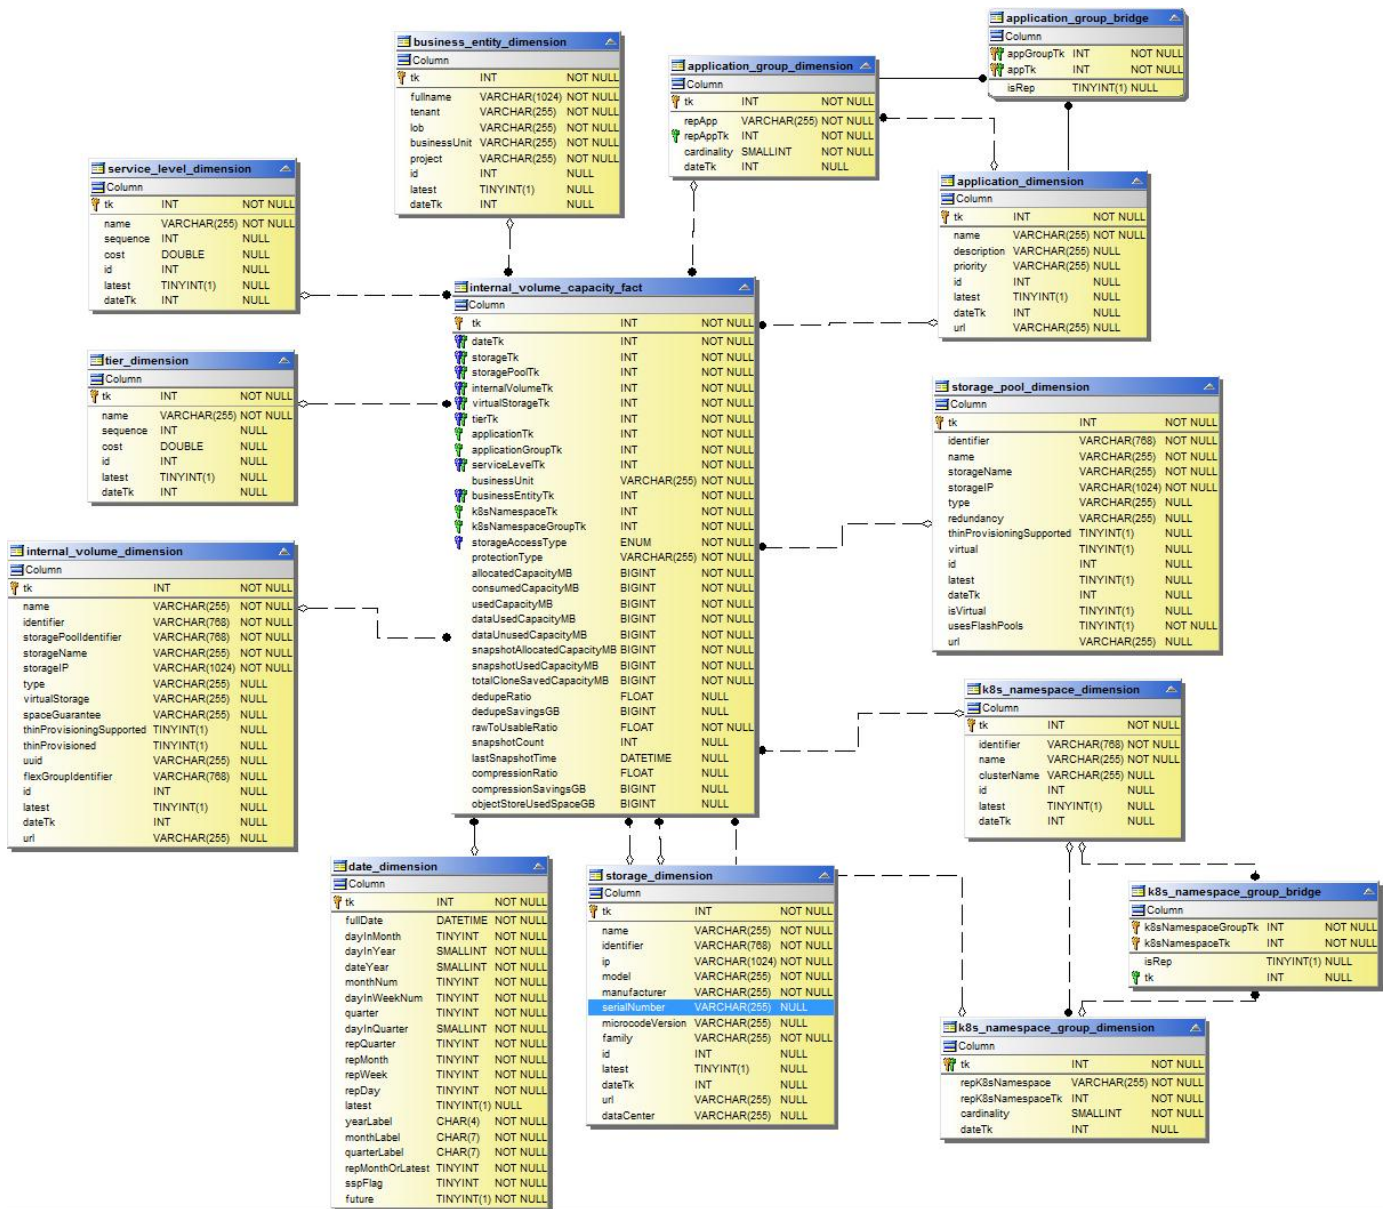 application_group_bridge
Column
appGroupTk INT NOT NULL
appTk INT NOT NULL
isRep TINYINT(1) NULL
business_entity_dimension
Column
tk INT NOT NULL
fullname VARCHAR(1024) NOT NULL
tenant VARCHAR(255) NOT NULL
lob VARCHAR(255) NOT NULL
businessUnit VARCHAR(255) NOT NULL
project VARCHAR(255) NOT NULL
id INT NULL
latest TINYINT(1) NULL
dateTk INT NULL
application_group_dimension
Column
tk INT NOT NULL
repApp VARCHAR(255) NOT NULL
repAppTk INT NOT NULL
cardinality SMALLINT NOT NULL
dateTk INT NULL
service_level_dimension
Column
tk INT NOT NULL
name VARCHAR(255) NOT NULL
sequence INT NULL
cost DOUBLE NULL
id INT NULL
latest TINYINT(1) NULL
dateTk INT NULL
application_dimension
Column
tk INT NOT NULL
name VARCHAR(255) NOT NULL
description VARCHAR(255) NULL
priority VARCHAR(255) NULL
id INT NULL
latest TINYINT(1) NULL
dateTk INT NULL
url VARCHAR(255) NULL
internal_volume_capacity_fact
Column
tk INT NOT NULL
dateTk INT NOT NULL
storageTk INT NOT NULL
storagePoolTk INT NOT NULL
internalVolumeTk INT NOT NULL
virtualStorageTk INT NOT NULL
tierTk INT NOT NULL
applicationTk INT NOT NULL
applicationGroupTk INT NOT NULL
serviceLevelTk INT NOT NULL
businessUnit VARCHAR(255) NOT NULL
businessEntityTk INT NOT NULL
k8sNamespaceTk INT NOT NULL
k8sNamespaceGroupTk INT NOT NULL
storageAccessType ENUM NOT NULL
protectionType VARCHAR(255) NOT NULL
allocatedCapacityMB BIGINT NOT NULL
consumedCapacityMB BIGINT NOT NULL
usedCapacityMB BIGINT NOT NULL
dataUsedCapacityMB BIGINT NOT NULL
dataUnusedCapacityMB BIGINT NOT NULL
snapshotAllocatedCapacityMB BIGINT NOT NULL
snapshotUsedCapacityMB BIGINT NOT NULL
totalCloneSavedCapacityMB BIGINT NOT NULL
dedupeRatio FLOAT NULL
dedupeSavingsGB BIGINT NULL
rawToUsableRatio FLOAT NOT NULL
snapshotCount INT NULL
lastSnapshotTime DATETIME NULL
compressionRatio FLOAT NULL
compressionSavingsGB BIGINT NULL
objectStoreUsedSpaceGB BIGINT NULL
tier_dimension
Column
tk INT NOT NULL
name VARCHAR(255) NOT NULL
sequence INT NULL
cost DOUBLE NULL
id INT NULL
latest TINYINT(1) NULL
dateTk INT NULL
storage_pool_dimension
Column
tk INT NOT NULL
identifier VARCHAR(768) NOT NULL
name VARCHAR(255) NOT NULL
storageName VARCHAR(255) NOT NULL
storageIP VARCHAR(1024) NOT NULL
type VARCHAR(255) NULL
redundancy VARCHAR(255) NULL
thinProvisioningSupported TINYINT(1) NULL
virtual TINYINT(1) NULL
id INT NULL
latest TINYINT(1) NULL
dateTk INT NULL
isVirtual TINYINT(1) NULL
usesFlashPools TINYINT(1) NOT NULL
url VARCHAR(255) NULL
internal_volume_dimension
Column
tk INT NOT NULL
name VARCHAR(255) NOT NULL
identifier VARCHAR(768) NOT NULL
storagePoolIdentifier VARCHAR(768) NOT NULL
storageName VARCHAR(255) NOT NULL
storageIP VARCHAR(1024) NOT NULL
type VARCHAR(255) NULL
virtualStorage VARCHAR(255) NULL
spaceGuarantee VARCHAR(255) NULL
thinProvisioningSupported TINYINT(1) NULL
thinProvisioned TINYINT(1) NULL
uuid VARCHAR(255) NULL
flexGroupIdentifier VARCHAR(768) NULL
id INT NULL
latest TINYINT(1) NULL
dateTk INT NULL
url VARCHAR(255) NULL
k8s_namespace_dimension
Column
tk INT NOT NULL
identifier VARCHAR(768) NOT NULL
name VARCHAR(255) NOT NULL
clusterName VARCHAR(255) NULL
id INT NULL
latest TINYINT(1) NULL
dateTk INT NULL
date_dimension
Column
tk INT NOT NULL
fullDate DATETIME NOT NULL
dayInMonth TINYINT NOT NULL
dayInYear SMALLINT NOT NULL
dateYear SMALLINT NOT NULL
monthNum TINYINT NOT NULL
dayInWeekNum TINYINT NOT NULL
quarter TINYINT NOT NULL
dayInQuarter SMALLINT NOT NULL
repQuarter TINYINT NOT NULL
repMonth TINYINT NOT NULL
repWeek TINYINT NOT NULL
repDay TINYINT NOT NULL
latest TINYINT(1) NULL
yearLabel CHAR(4) NOT NULL
monthLabel CHAR(7) NOT NULL
quarterLabel CHAR(7) NOT NULL
repMonthOrLatest TINYINT NOT NULL
sspFlag TINYINT NOT NULL
future TINYINT(1) NOT NULL
storage_dimension
Column
tk INT NOT NULL
name VARCHAR(255) NOT NULL
identifier VARCHAR(768) NOT NULL
ip VARCHAR(1024) NOT NULL
model VARCHAR(255) NOT NULL
manufacturer VARCHAR(255) NOT NULL
serialNumber VARCHAR(255) NULL
microcodeVersion VARCHAR(255) NULL
family VARCHAR(255) NOT NULL
id INT NULL
latest TINYINT(1) NULL
dateTk INT NULL
url VARCHAR(255) NULL
dataCenter VARCHAR(255) NULL
k8s_namespace_group_bridge
Column
k8sNamespaceGroupTk INT NOT NULL
k8sNamespaceTk INT NOT NULL
isRep TINYINT(1) NULL
tk INT NULL
k8s_namespace_group_dimension
Column
tk INT NOT NULL
repK8sNamespace VARCHAR(255) NOT NULL
repK8sNamespaceTk INT NOT NULL
cardinality SMALLINT NOT NULL
dateTk INT NULL